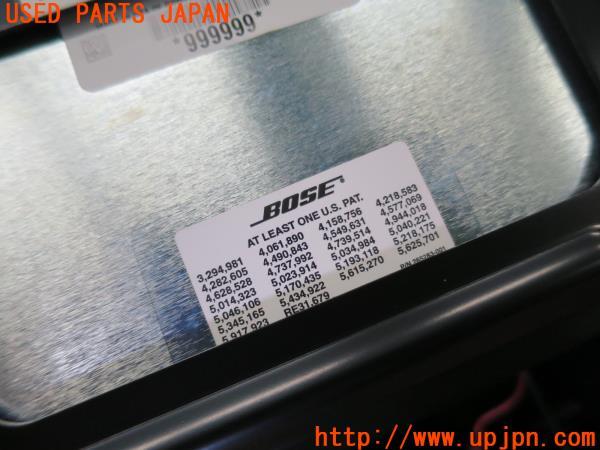 USED PARTS JAPAN
*999999*
BOSE
AT LEAST ONE U.S. PAT.
3,294,981 4,061,890 4,158,756 4,218,583
4,282,605 4,490,843 4,549,631 4,577,069
4,628,528 4,737,992 4,739,514 4,944,018
5,014,323 5,023,914 5,034,984 5,040,221
5,046,106 5,170,435 5,193,118 5,218,175
5,345,165 5,434,922 5,615,270 5,625,701
5,917,923 RE31,679
http://www.upjpn.com